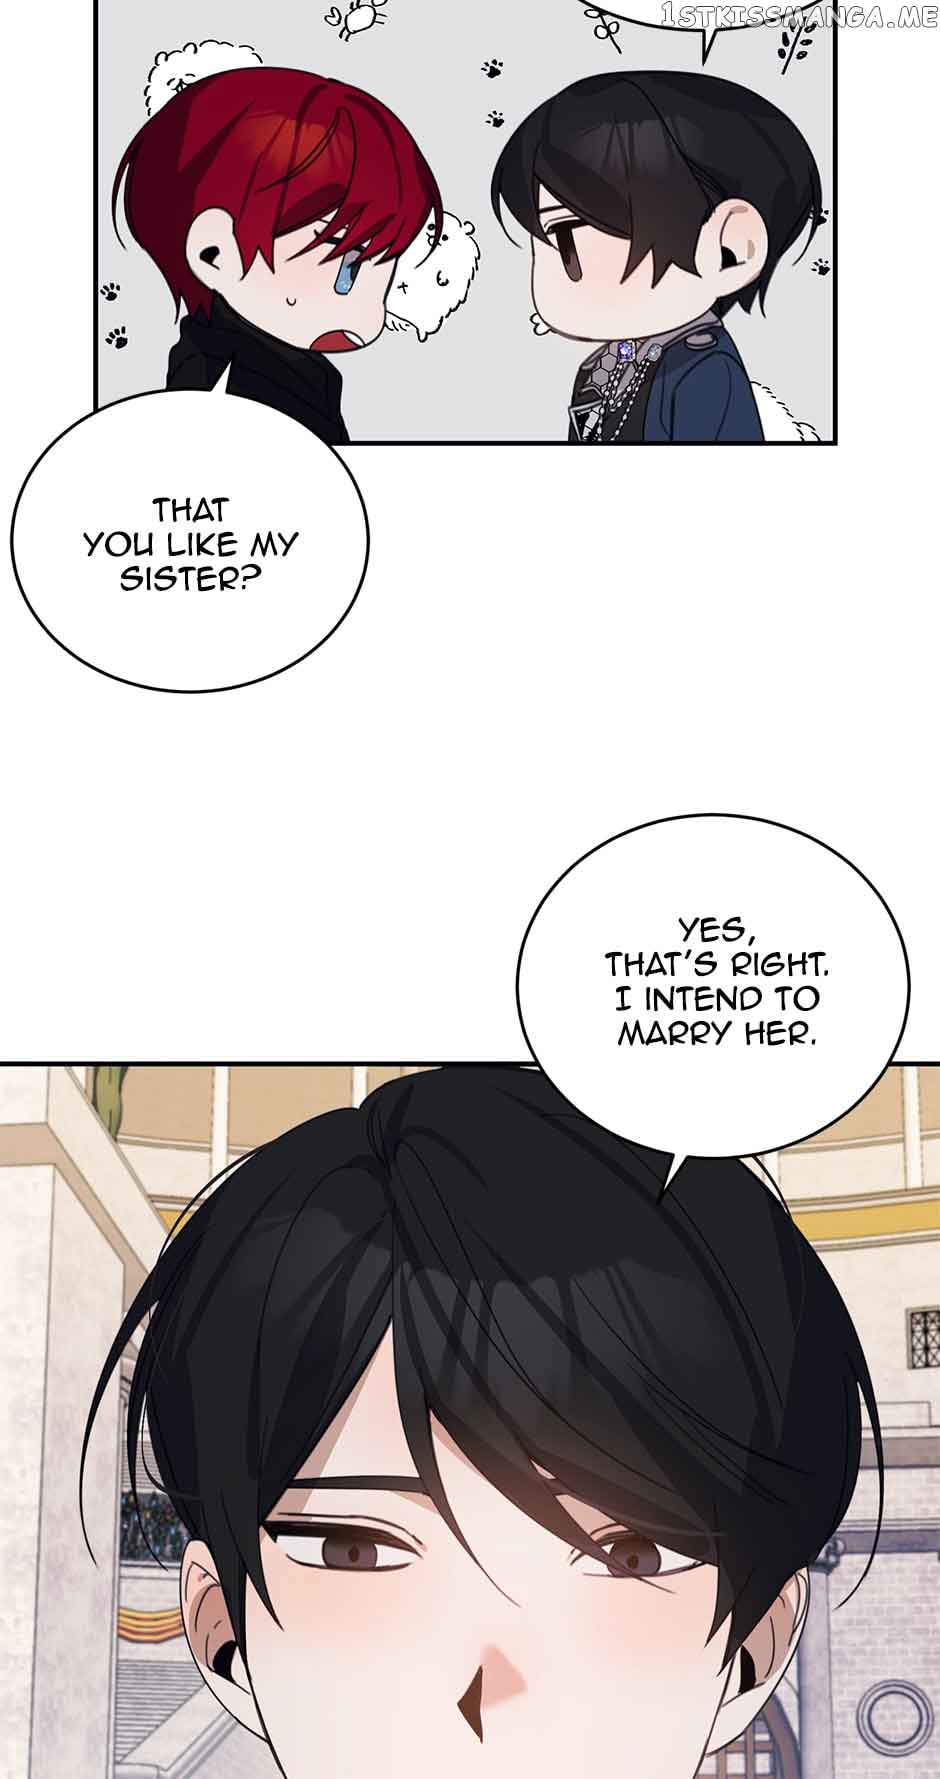 1STKISSMANGA.ME
THAT
YOU LIKE MY
SISTER?
YES,
THAT'S RIGHT.
I INTEND TO
MARRY HER.